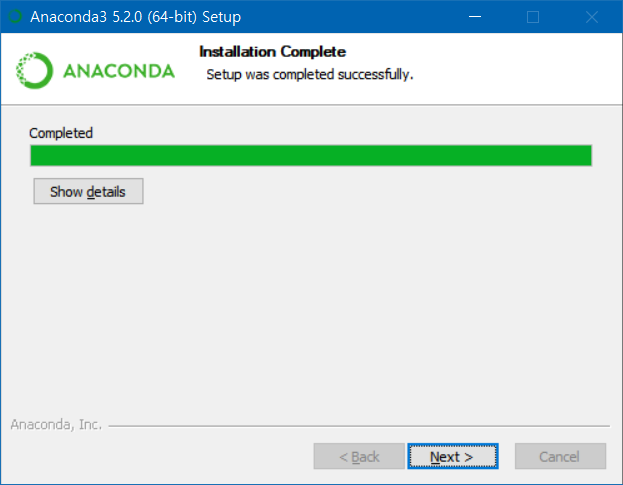 Anaconda3 5.2.0 (64-bit) Setup
ANACONDA
Installation Complete
Setup was completed successfully.
Completed
Show details
Anaconda, Inc.
< Back
Next >
Cancel